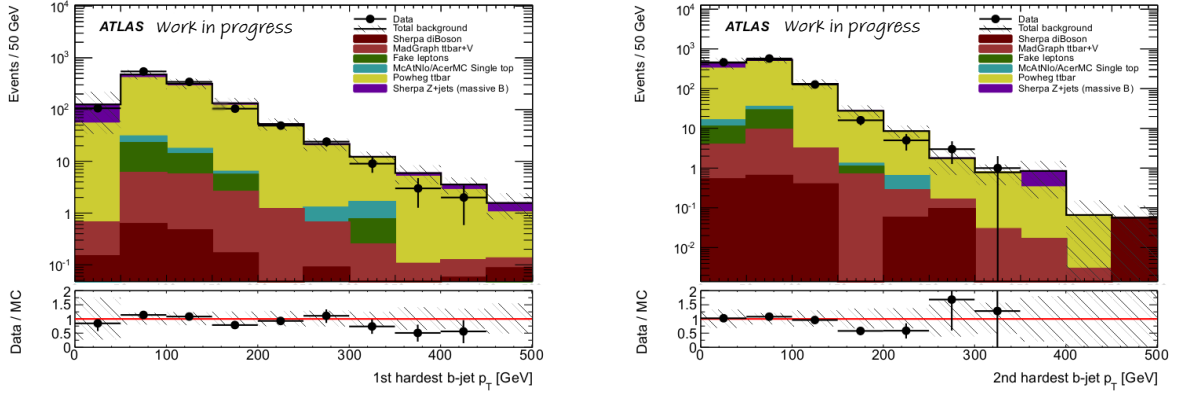 Events / 50 GeV
10⁴
10³
10²
10
1
10⁻¹
ATLAS Work in progress
Data
Total background
Sherpa diBoson
MadGraph ttbar+V
Fake leptons
McAtNlo/AcerMC Single top
Powheg ttbar
Sherpa Z+jets (massive B)
Data / MC
2
1.5
1
0.5
0
0 100 200 300 400 500
1st hardest b-jet p_T [GeV]
Events / 50 GeV
10⁴
10³
10²
10
1
10⁻¹
10⁻²
ATLAS Work in progress
Data
Total background
Sherpa diBoson
MadGraph ttbar+V
Fake leptons
McAtNlo/AcerMC Single top
Powheg ttbar
Sherpa Z+jets (massive B)
Data / MC
2
1.5
1
0.5
0
0 100 200 300 400 500
2nd hardest b-jet p_T [GeV]